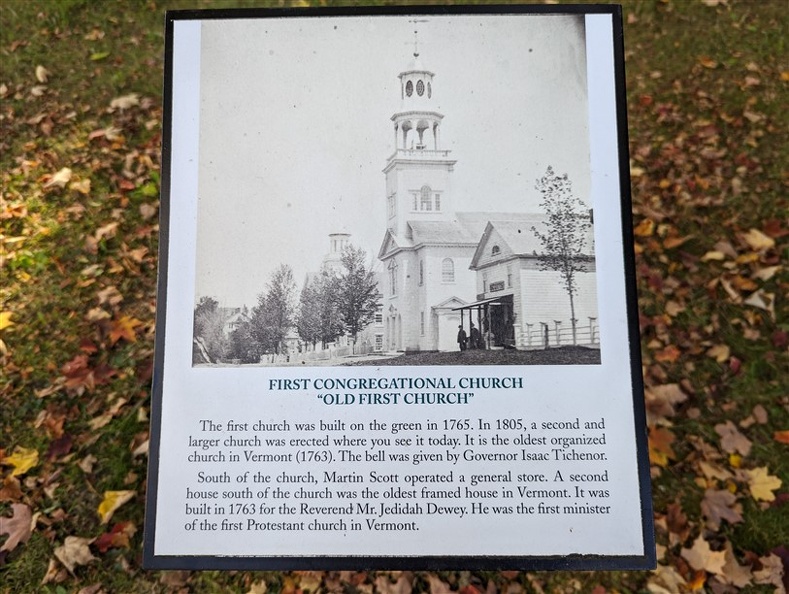 FIRST CONGREGATIONAL CHURCH
"OLD FIRST CHURCH"
The first church was built on the green in 1765. In 1805, a second and
larger church was erected where you see it today. It is the oldest organized
church in Vermont (1763). The bell was given by Governor Isaac Tichenor.
South of the church, Martin Scott operated a general store. A second
house south of the church was the oldest framed house in Vermont. It was
built in 1763 for the Reverend Mr. Jedidah Dewey. He was the first minister
of the first Protestant church in Vermont.